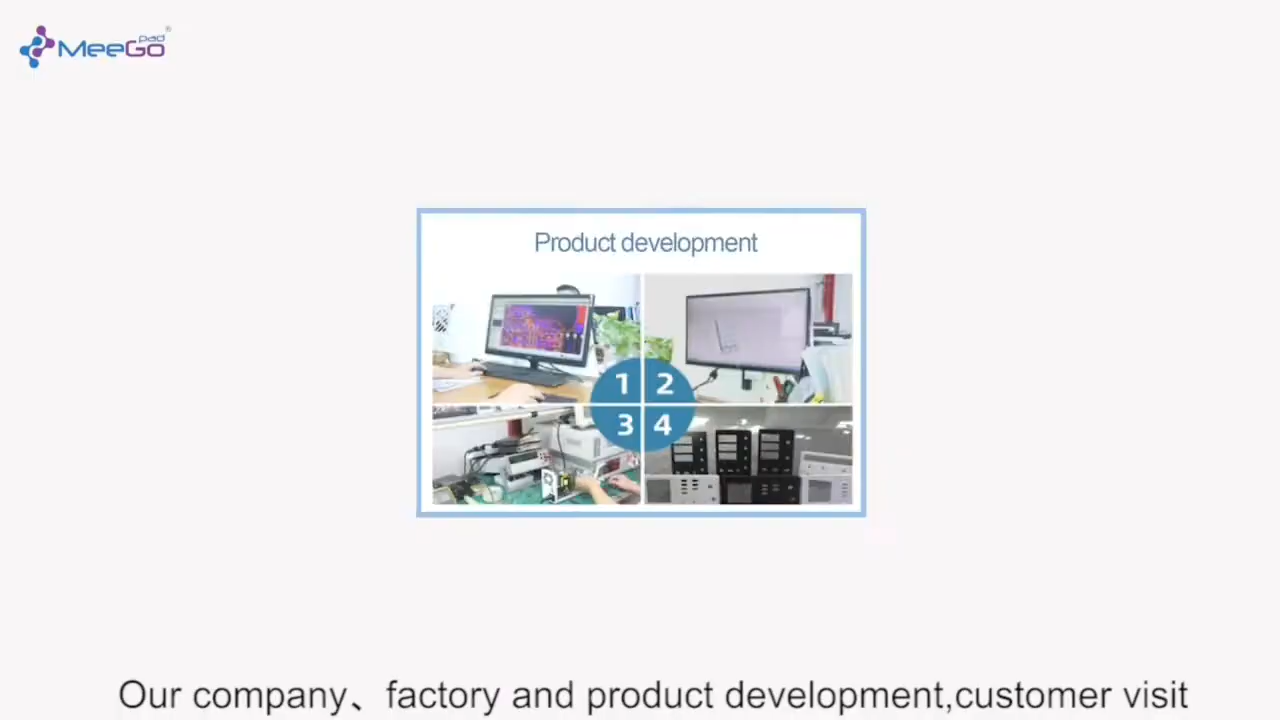 MeeGo pad ®
Product development
1 2
3 4
Our company、factory and product development,customer visit